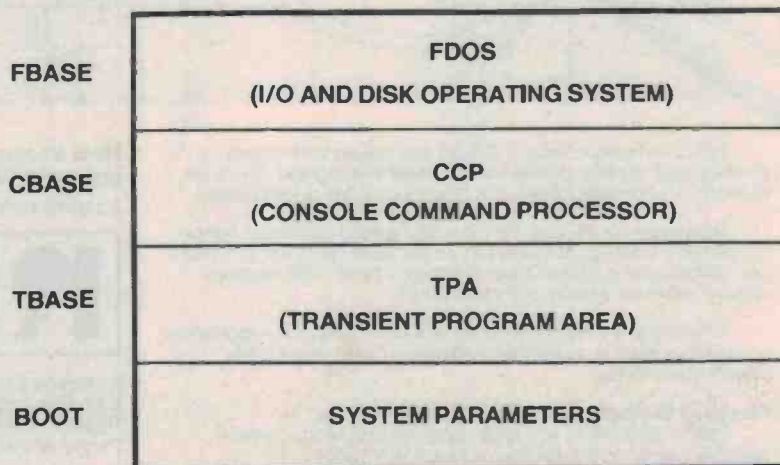 FBASE
FDOS
(I/O AND DISK OPERATING SYSTEM)
CBASE
CCP
(CONSOLE COMMAND PROCESSOR)
TBASE
TPA
(TRANSIENT PROGRAM AREA)
BOOT
SYSTEM PARAMETERS